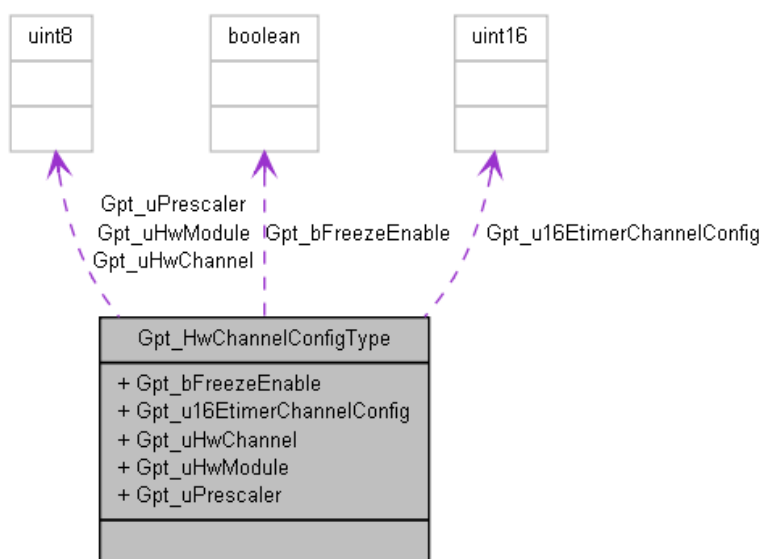 uint8
boolean
uint16
Gpt_uPrescaler
Gpt_uHwModule
Gpt_uHwChannel
Gpt_bFreezeEnable
Gpt_u16EtimerChannelConfig
Gpt_HwChannelConfigType
+ Gpt_bFreezeEnable
+ Gpt_u16EtimerChannelConfig
+ Gpt_uHwChannel
+ Gpt_uHwModule
+ Gpt_uPrescaler